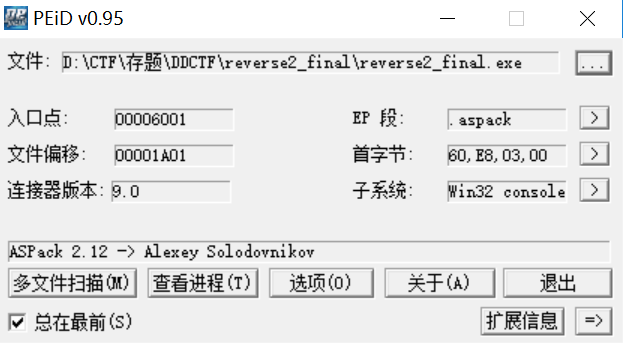 PEiD v0.95
文件: D:\CTF\存题\DDCTF\reverse2_final\reverse2_final.exe ...
入口点: 00006001 EP 段: .aspack >
文件偏移: 00001A01 首字节: 60,E8,03,00 >
连接器版本: 9.0 子系统: Win32 console >
ASPack 2.12 -> Alexey Solodovnikov
多文件扫描(M) 查看进程(T) 选项(O) 关于(A) 退出
总在最前(S) 扩展信息 =>